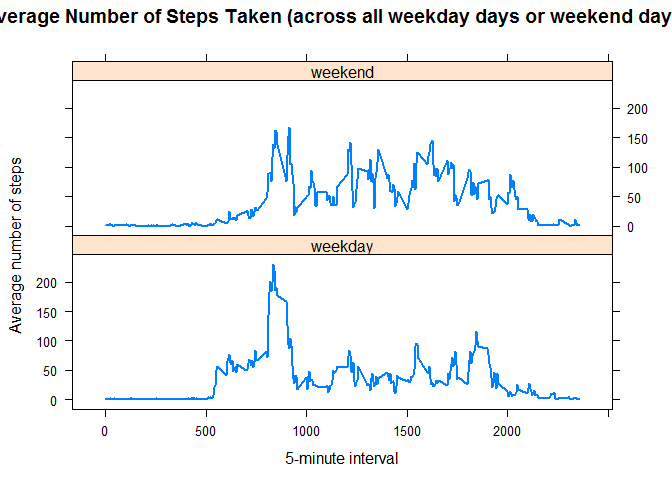 verage Number of Steps Taken (across all weekday days or weekend day
weekend
200
150
100
50
0
weekday
200
150
100
50
0
Average number of steps
0 500 1000 1500 2000
5-minute interval